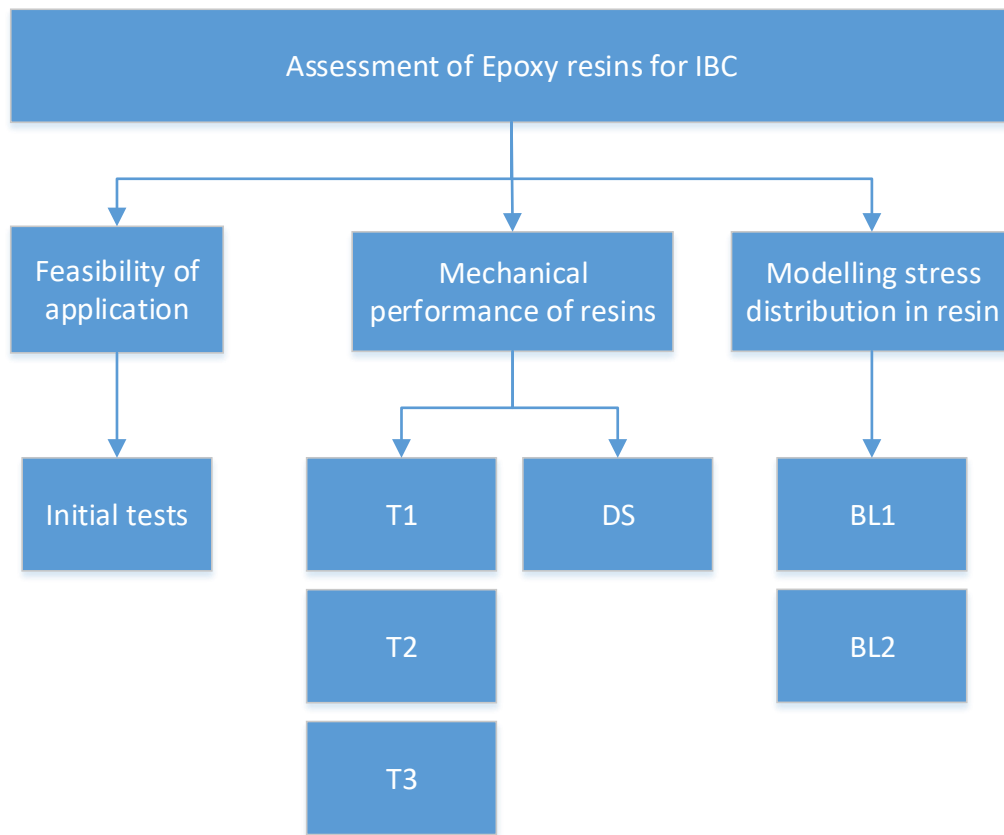 Assessment of Epoxy resins for IBC
Feasibility of
application
Mechanical
performance of resins
Modelling stress
distribution in resin
Initial tests
T1
DS
BL1
T2
BL2
T3